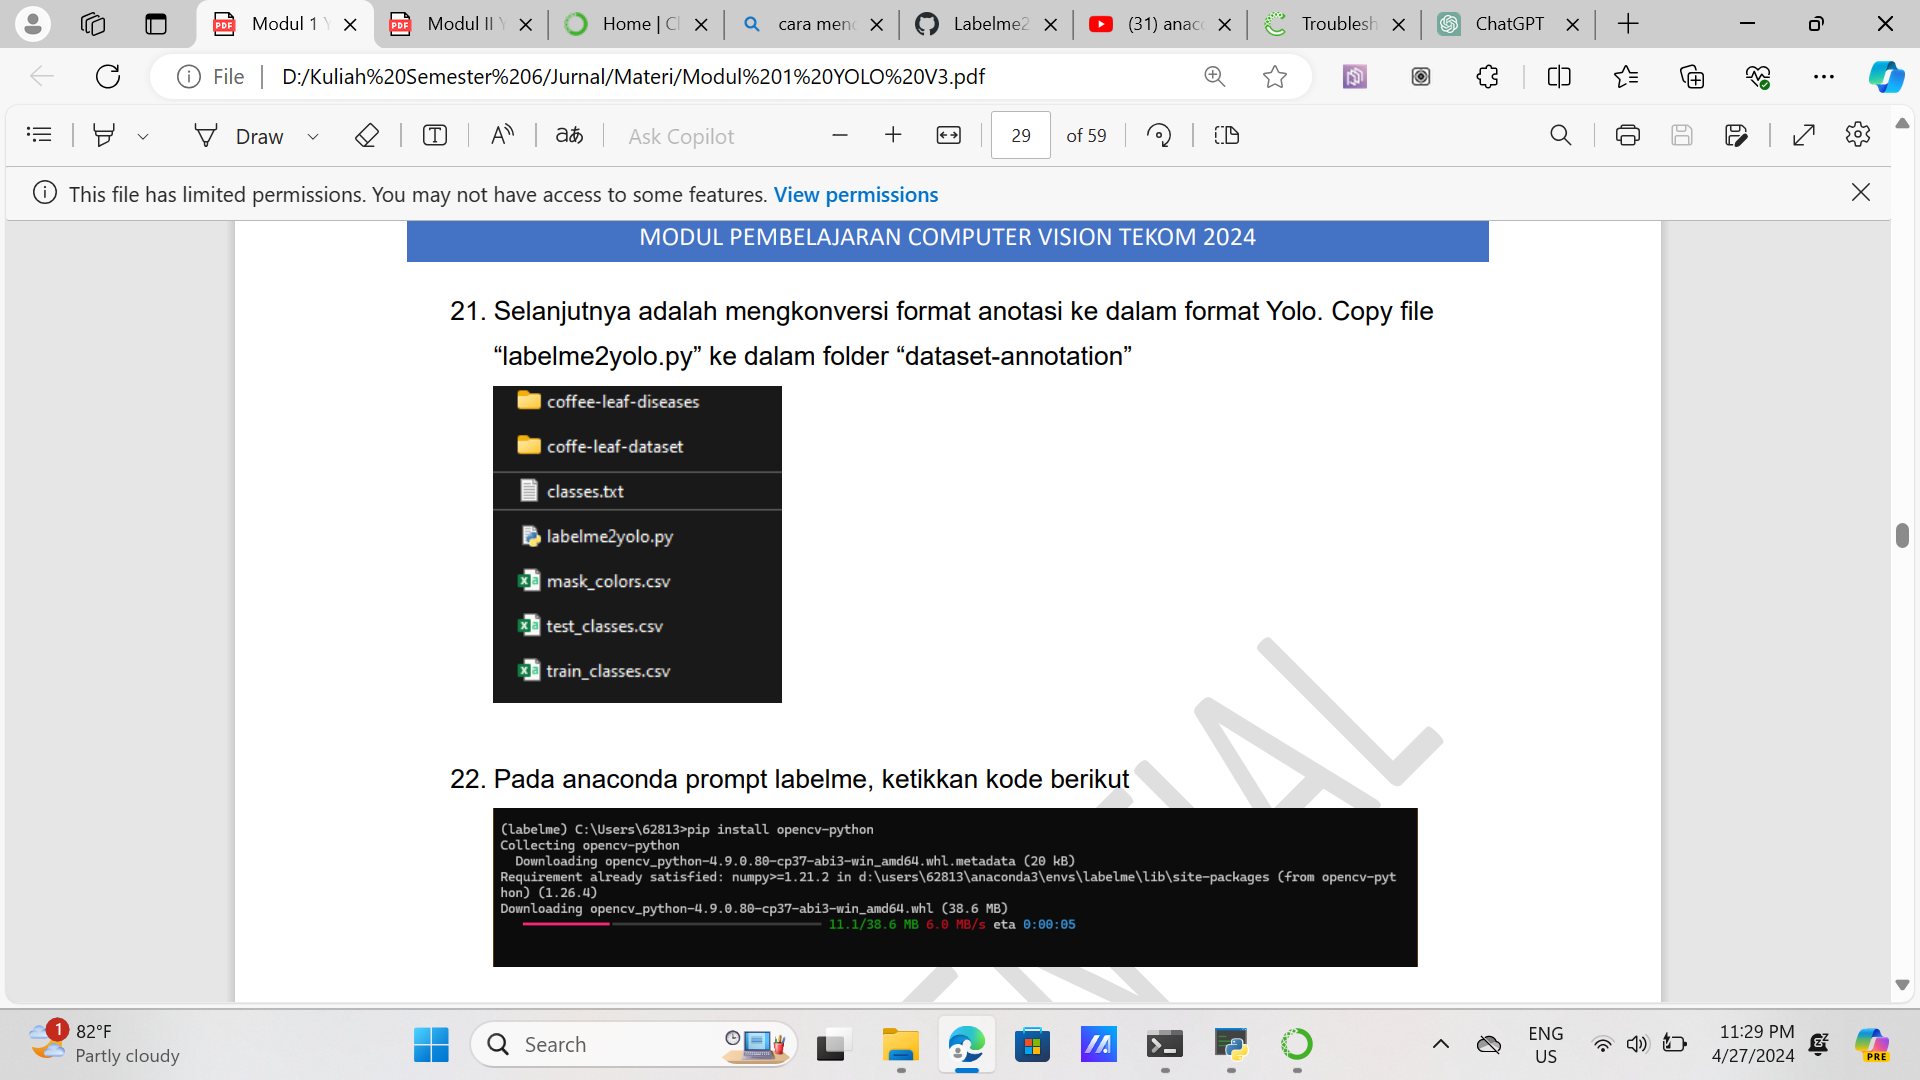 Modul 1
Modul II
Home | Cl
cara men
Labelme2
(31) anac
Troublesh
ChatGPT
File
D:/Kuliah%20Semester%206/Jurnal/Materi/Modul%201%20YOLO%20V3.pdf
Draw
Ask Copilot
29
of 59
This file has limited permissions. You may not have access to some features. View permissions
MODUL PEMBELAJARAN COMPUTER VISION TEKOM 2024
21. Selanjutnya adalah mengkonversi format anotasi ke dalam format Yolo. Copy file
“labelme2yolo.py” ke dalam folder “dataset-annotation”
coffee-leaf-diseases
coffe-leaf-dataset
classes.txt
labelme2yolo.py
mask_colors.csv
test_classes.csv
train_classes.csv
22. Pada anaconda prompt labelme, ketikkan kode berikut
(labelme) C:\Users\62813>pip install opencv-python
Collecting opencv-python
Downloading opencv_python-4.9.0.80-cp37-abi3-win_amd64.whl.metadata (20 kB)
Requirement already satisfied: numpy>=1.21.2 in d:\users\62813\anaconda3\envs\labelme\lib\site-packages (from opencv-pyt
hon) (1.26.4)
Downloading opencv_python-4.9.0.80-cp37-abi3-win_amd64.whl (38.6 MB)
11.1/38.6 MB 6.0 MB/s eta 0:00:05
1
82°F
Partly cloudy
Search
ENG
US
11:29 PM
4/27/2024
PRE